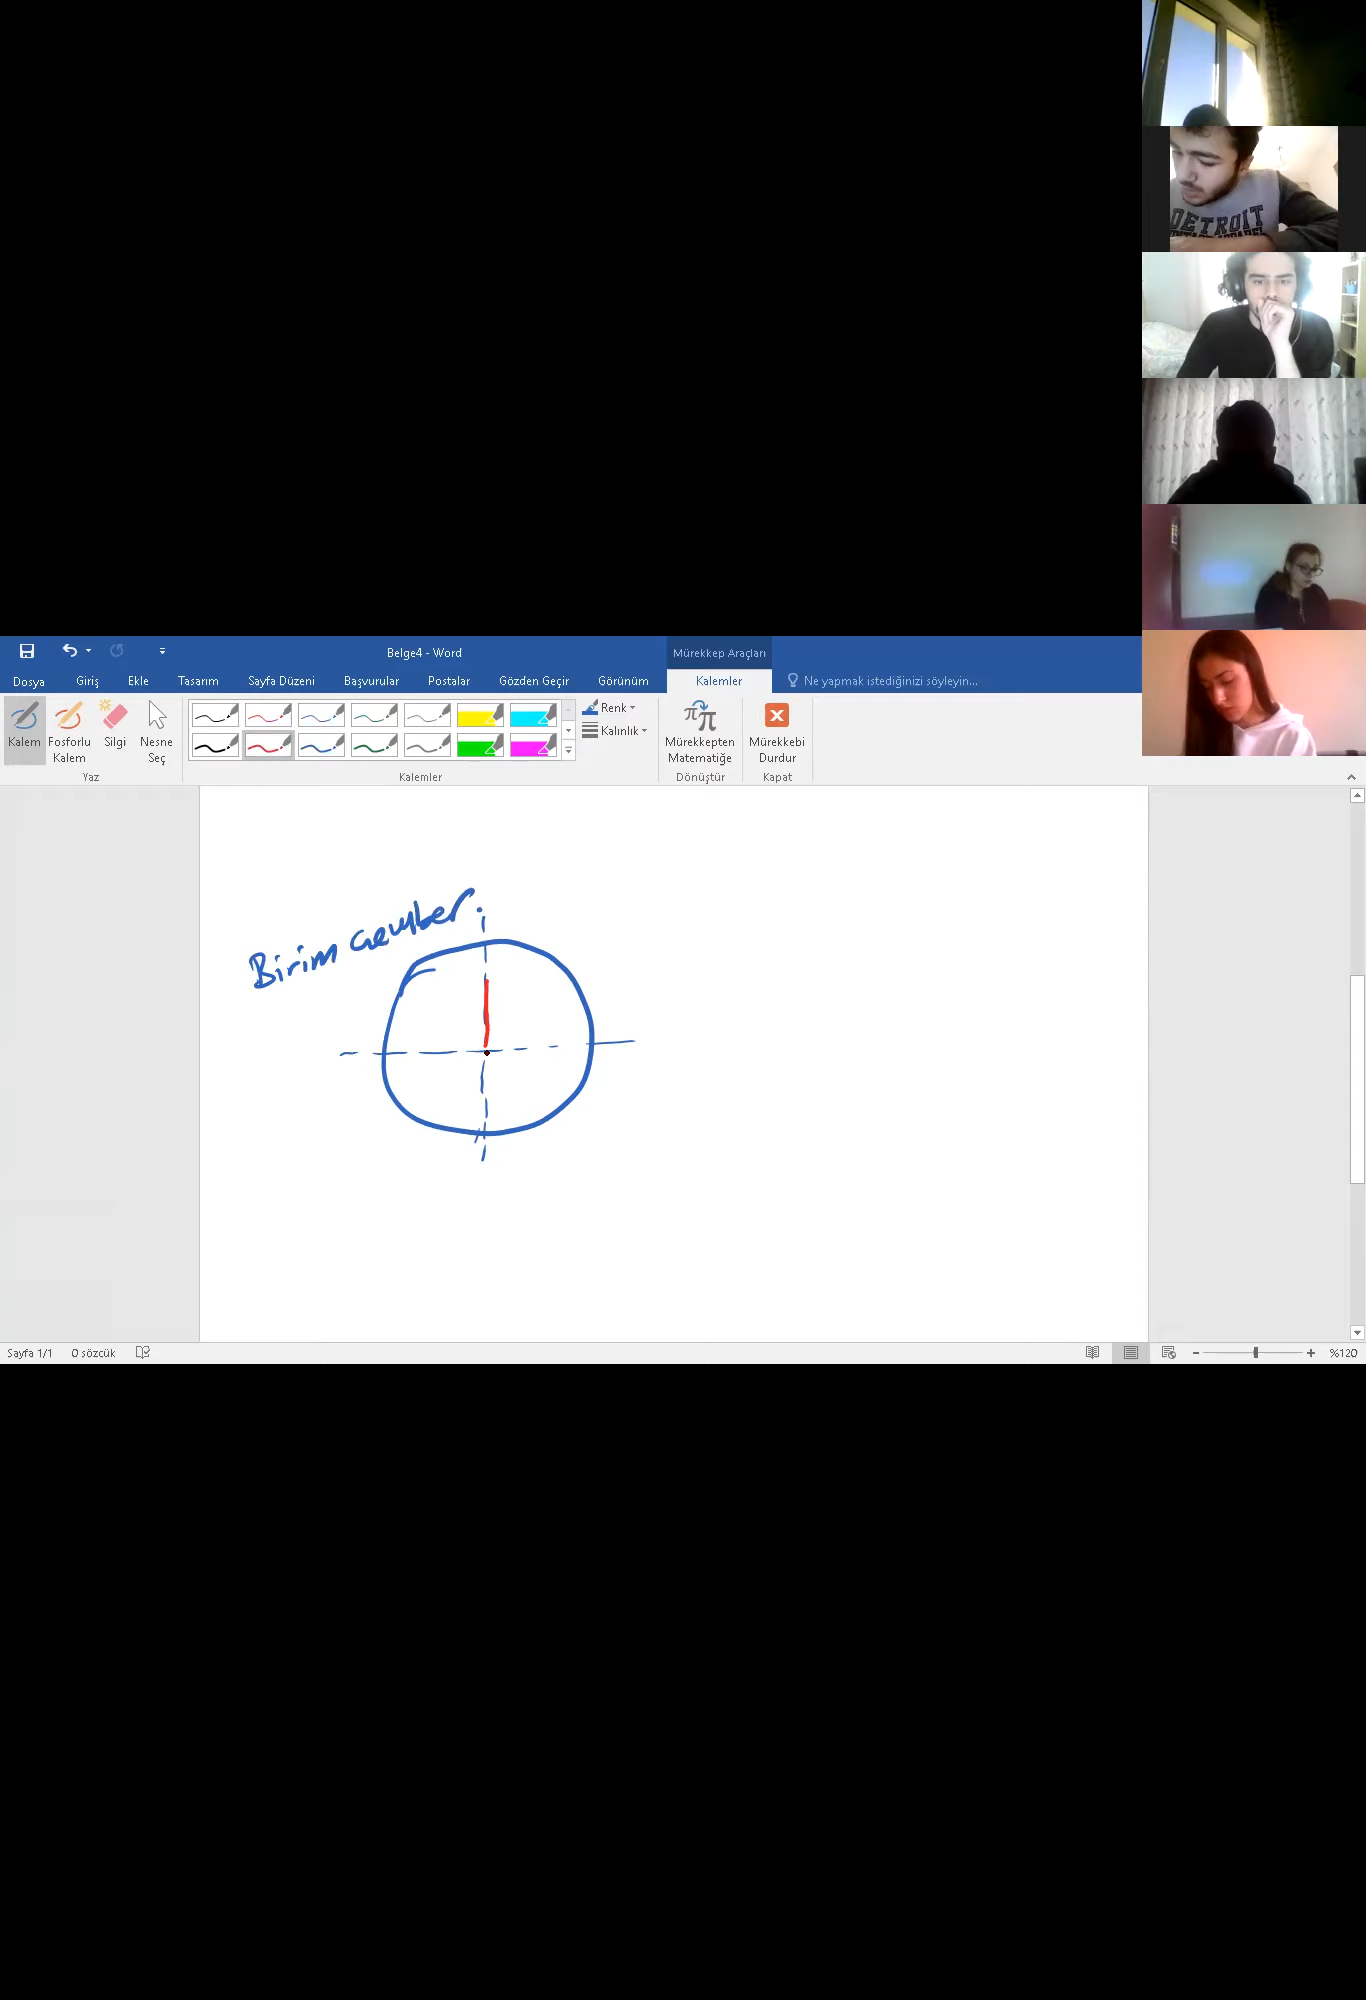 DETROIT
Belge4 - Word
Mürekkep Araçları
Dosya Giriş Ekle Tasarım Sayfa Düzeni Başvurular Postalar Gözden Geçir Görünüm Kalemler Ne yapmak istediğinizi söyleyin...
Kalem Fosforlu Kalem Silgi Nesne Seç
Yaz
Kalemler
Renk
Kalınlık
Mürekkepten Matematiğe
Dönüştür
Mürekkebi Durdur
Kapat
Birim Çember
Sayfa 1/1 0 sözcük %120